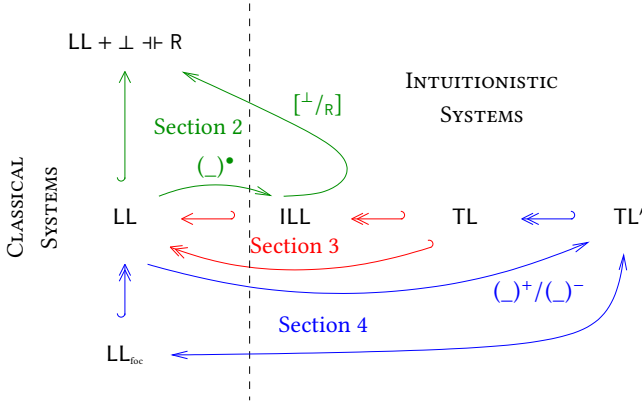 LL + ⊥ ⊣⊢ R
INTUITIONISTIC
SYSTEMS
[⊥/R]
Section 2
(_)•
CLASSICAL
SYSTEMS
LL
ILL
TL
TL′
Section 3
(_)⁺/(_)⁻
Section 4
LLfoc